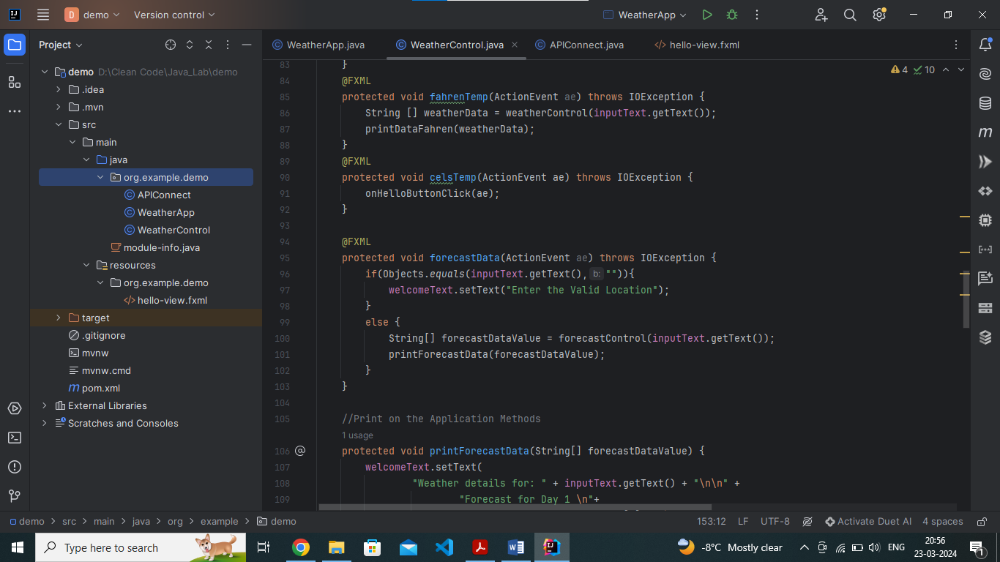 D demo Version control WeatherApp
Project
WeatherApp.java WeatherControl.java APIConnect.java hello-view.fxml
demo D:\Clean Code\Java_Lab\demo
.idea
.mvn
src
main
java
org.example.demo
APIConnect
WeatherApp
WeatherControl
module-info.java
resources
org.example.demo
hello-view.fxml
target
.gitignore
mvnw
mvnw.cmd
pom.xml
External Libraries
Scratches and Consoles
4 10
83 }
84 @FXML
85 protected void fahrenTemp(ActionEvent ae) throws IOException {
86 String [] weatherData = weatherControl(inputText.getText());
87 printDataFahren(weatherData);
88 }
89 @FXML
90 protected void celsTemp(ActionEvent ae) throws IOException {
91 onHelloButtonClick(ae);
92 }
93
94 @FXML
95 protected void forecastData(ActionEvent ae) throws IOException {
96 if(Objects.equals(inputText.getText(), b: "")){
97 welcomeText.setText("Enter the Valid Location");
98 }
99 else {
100 String[] forecastDataValue = forecastControl(inputText.getText());
101 printForecastData(forecastDataValue);
102 }
103 }
104
105 //Print on the Application Methods
1 usage
106 protected void printForecastData(String[] forecastDataValue) {
107 welcomeText.setText(
108 "Weather details for: " + inputText.getText() + "\n\n" +
109 "Forecast for Day 1 \n"+
demo > src > main > java > org > example > demo 153:12 LF UTF-8 Activate Duet AI 4 spaces
Type here to search -8°C Mostly clear ENG 20:56
23-03-2024 1